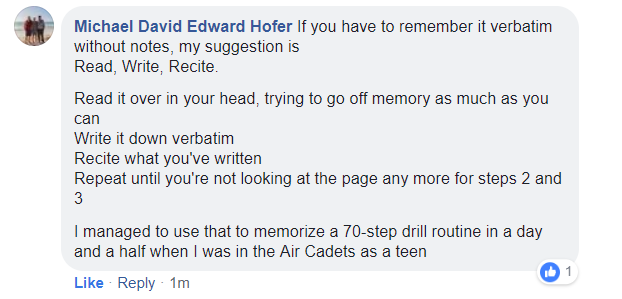 Michael David Edward Hofer If you have to remember it verbatim
without notes, my suggestion is
Read, Write, Recite.
Read it over in your head, trying to go off memory as much as you
can
Write it down verbatim
Recite what you've written
Repeat until you're not looking at the page any more for steps 2 and
3
I managed to use that to memorize a 70-step drill routine in a day
and a half when I was in the Air Cadets as a teen
1
Like · Reply · 1m